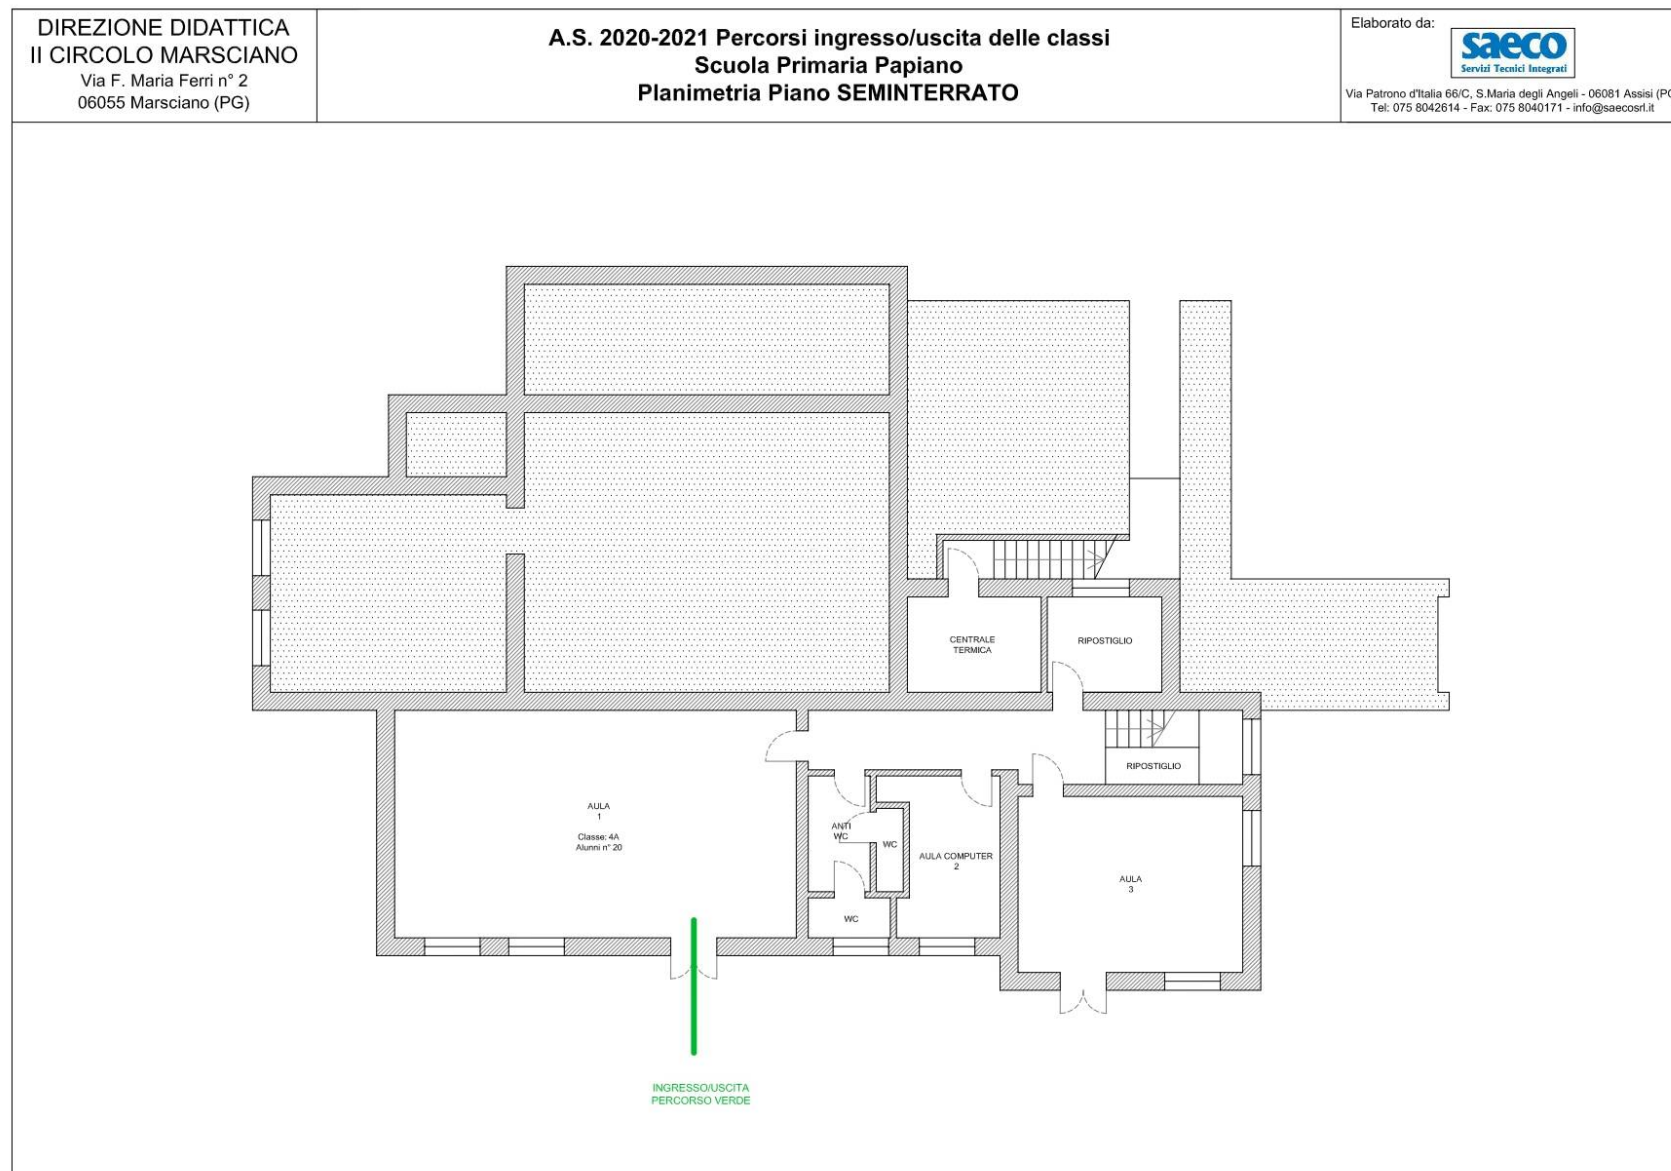 DIREZIONE DIDATTICA
II CIRCOLO MARSCIANO
Via F. Maria Ferri n° 2
06055 Marsciano (PG)
A.S. 2020-2021 Percorsi ingresso/uscita delle classi
Scuola Primaria Papiano
Planimetria Piano SEMINTERRATO
Elaborato da:
saeco
Servizi Tecnici Integrati
Via Patrono d'Italia 66/C, S.Maria degli Angeli - 06081 Assisi (PG
Tel: 075 8042614 - Fax: 075 8040171 - info@saecosrl.it
CENTRALE
TERMICA
RIPOSTIGLIO
RIPOSTIGLIO
AULA
1
Classe: 4A
Alunni n° 20
ANTI
WC
WC
AULA COMPUTER
2
AULA
3
WC
INGRESSO/USCITA
PERCORSO VERDE